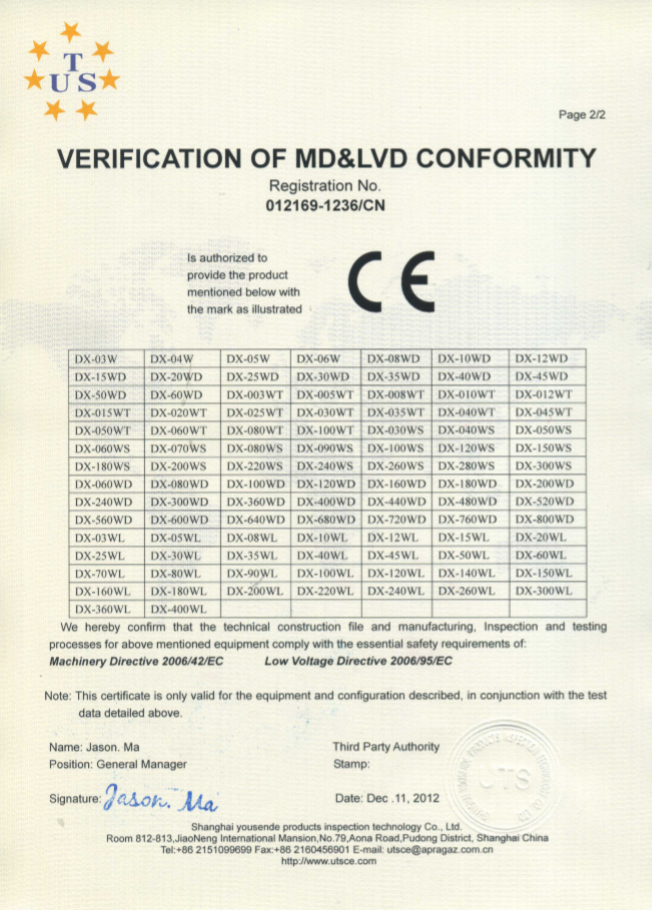 T
US
Page 2/2
VERIFICATION OF MD&LVD CONFORMITY
Registration No.
012169-1236/CN
Is authorized to
provide the product
mentioned below with
the mark as illustrated
CE
DX-03W DX-04W DX-05W DX-06W DX-08WD DX-10WD DX-12WD
DX-15WD DX-20WD DX-25WD DX-30WD DX-35WD DX-40WD DX-45WD
DX-50WD DX-60WD DX-003WT DX-005WT DX-008WT DX-010WT DX-012WT
DX-015WT DX-020WT DX-025WT DX-030WT DX-035WT DX-040WT DX-045WT
DX-050WT DX-060WT DX-080WT DX-100WT DX-030WS DX-040WS DX-050WS
DX-060WS DX-070WS DX-080WS DX-090WS DX-100WS DX-120WS DX-150WS
DX-180WS DX-200WS DX-220WS DX-240WS DX-260WS DX-280WS DX-300WS
DX-060WD DX-080WD DX-100WD DX-120WD DX-160WD DX-180WD DX-200WD
DX-240WD DX-300WD DX-360WD DX-400WD DX-440WD DX-480WD DX-520WD
DX-560WD DX-600WD DX-640WD DX-680WD DX-720WD DX-760WD DX-800WD
DX-03WL DX-05WL DX-08WL DX-10WL DX-12WL DX-15WL DX-20WL
DX-25WL DX-30WL DX-35WL DX-40WL DX-45WL DX-50WL DX-60WL
DX-70WL DX-80WL DX-90WL DX-100WL DX-120WL DX-140WL DX-150WL
DX-160WL DX-180WL DX-200WL DX-220WL DX-240WL DX-260WL DX-300WL
DX-360WL DX-400WL
We hereby confirm that the technical construction file and manufacturing, Inspection and testing
processes for above mentioned equipment comply with the essential safety requirements of:
Machinery Directive 2006/42/EC Low Voltage Directive 2006/95/EC
Note: This certificate is only valid for the equipment and configuration described, in conjunction with the test
data detailed above.
Name: Jason. Ma Third Party Authority
Position: General Manager Stamp:
UTS
Signature: Jason. Ma Date: Dec .11, 2012
Shanghai yousende products inspection technology Co., Ltd.
Room 812-813,JiaoNeng International Mansion,No.79,Aona Road,Pudong District, Shanghai China
Tel:+86 2151099699 Fax:+86 2160456901 E-mail: utsce@apragaz.com.cn
http://www.utsce.com